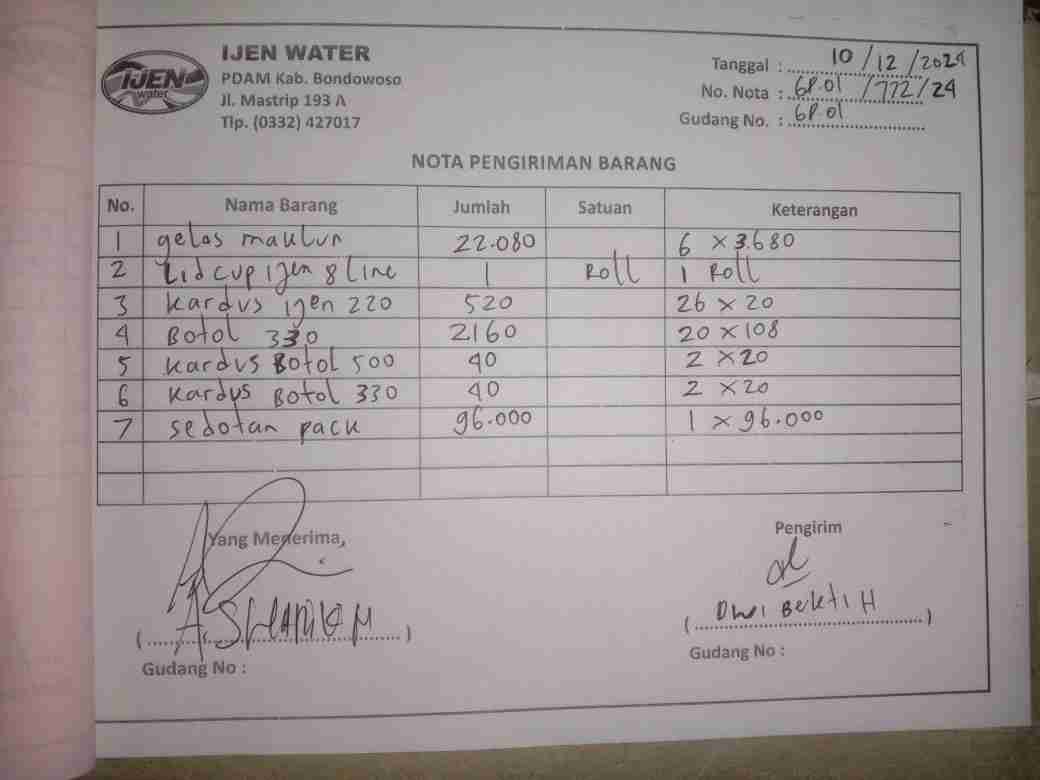 IJEN water
IJEN WATER
PDAM Kab. Bondowoso
Jl. Mastrip 193 A
Tlp. (0332) 427017
Tanggal : 10/12/2024
No. Nota : GP.01/772/24
Gudang No. : GP.01
NOTA PENGIRIMAN BARANG
No. Nama Barang Jumlah Satuan Keterangan
1 gelas maklun 22.080 6 x 3.680
2 Lid cup ijen 8 Line 1 Roll 1 Roll
3 kardus ijen 220 520 26 x 20
4 Botol 330 2160 20 x 108
5 kardus Botol 500 40 2 x 20
6 kardus Botol 330 40 2 x 20
7 sedotan pack 96.000 1 x 96.000
Yang Menerima, Pengirim
( ) (Dwi Bekti H)
Gudang No : Gudang No :